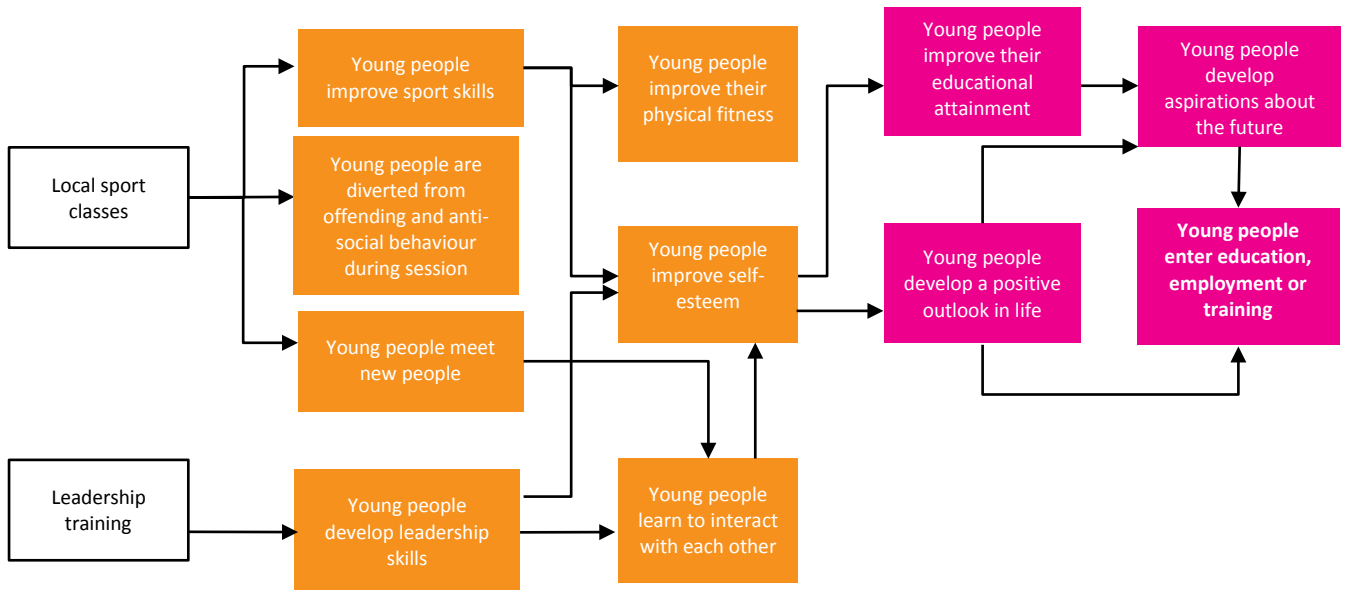 Local sport
classes
Leadership
training
Young people
improve sport skills
Young people are
diverted from
offending and anti-
social behaviour
during session
Young people meet
new people
Young people
develop leadership
skills
Young people
improve their
physical fitness
Young people
improve self-
esteem
Young people
learn to interact
with each other
Young people
improve their
educational
attainment
Young people
develop a positive
outlook in life
Young people
develop
aspirations about
the future
Young people
enter education,
employment or
training